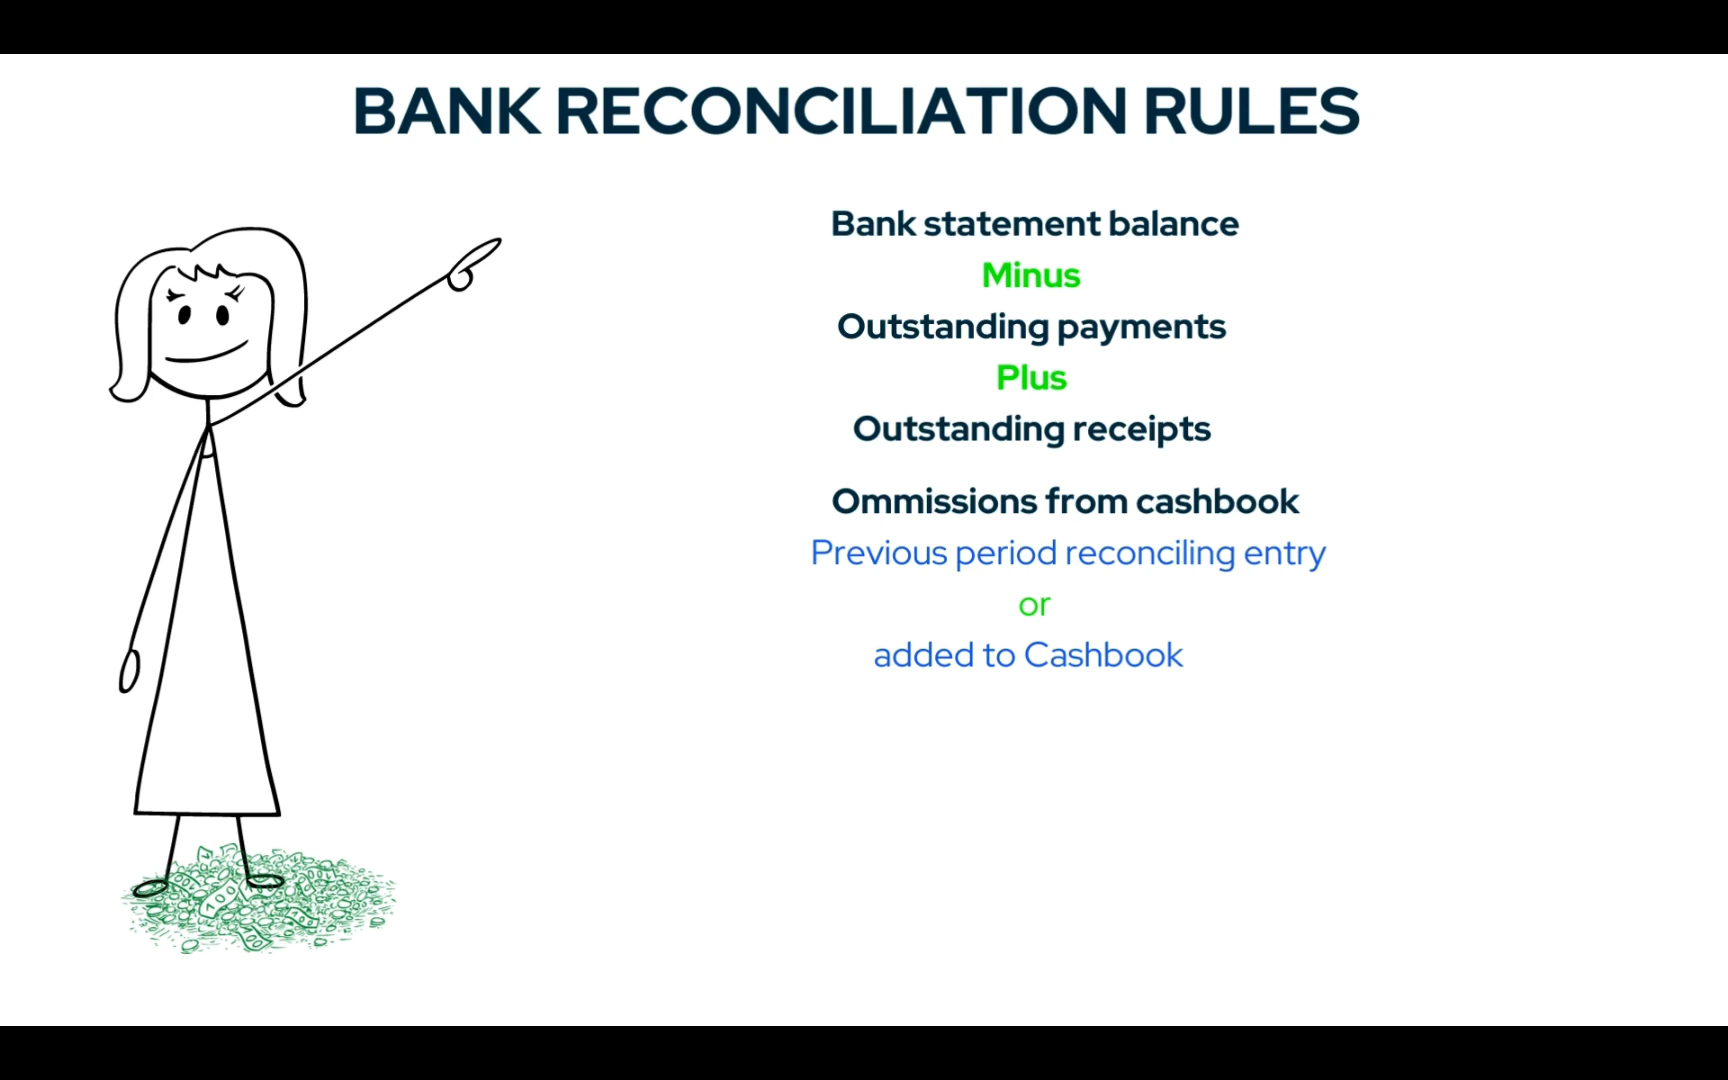 BANK RECONCILIATION RULES
Bank statement balance
Minus
Outstanding payments
Plus
Outstanding receipts
Ommissions from cashbook
Previous period reconciling entry
or
added to Cashbook